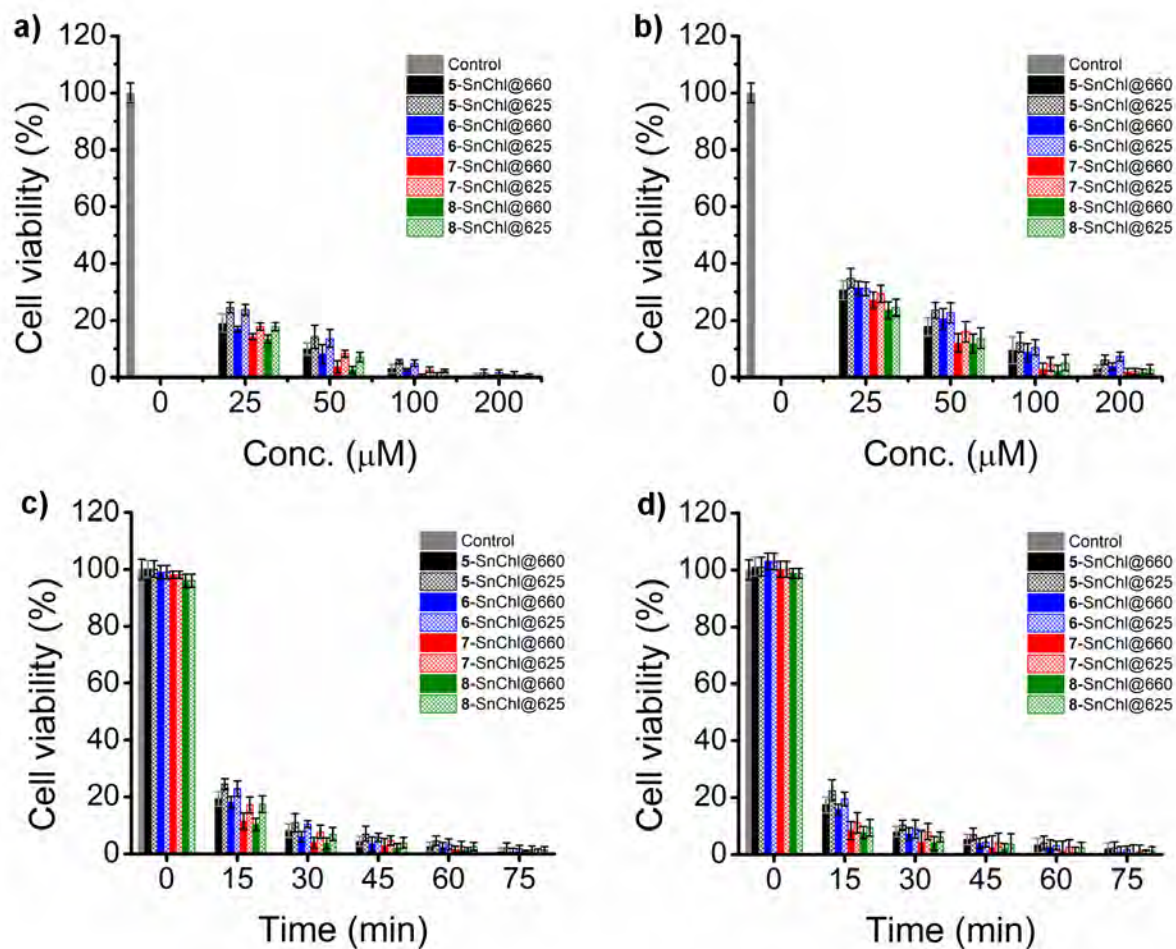 a)
Cell viability (%)
120
100
80
60
40
20
0
Control
5-SnChl@660
5-SnChl@625
6-SnChl@660
6-SnChl@625
7-SnChl@660
7-SnChl@625
8-SnChl@660
8-SnChl@625
0 25 50 100 200
Conc. (μM)
b)
Cell viability (%)
120
100
80
60
40
20
0
Control
5-SnChl@660
5-SnChl@625
6-SnChl@660
6-SnChl@625
7-SnChl@660
7-SnChl@625
8-SnChl@660
8-SnChl@625
0 25 50 100 200
Conc. (μM)
c)
Cell viability (%)
120
100
80
60
40
20
0
Control
5-SnChl@660
5-SnChl@625
6-SnChl@660
6-SnChl@625
7-SnChl@660
7-SnChl@625
8-SnChl@660
8-SnChl@625
0 15 30 45 60 75
Time (min)
d)
Cell viability (%)
120
100
80
60
40
20
0
Control
5-SnChl@660
5-SnChl@625
6-SnChl@660
6-SnChl@625
7-SnChl@660
7-SnChl@625
8-SnChl@660
8-SnChl@625
0 15 30 45 60 75
Time (min)